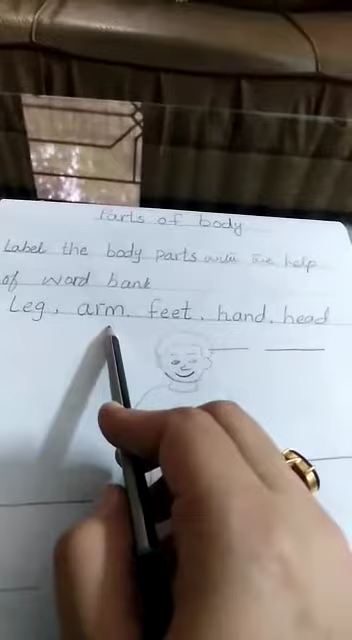 Parts of body
Label the body parts with the help
of word bank
Leg, arm, feet, hand, head